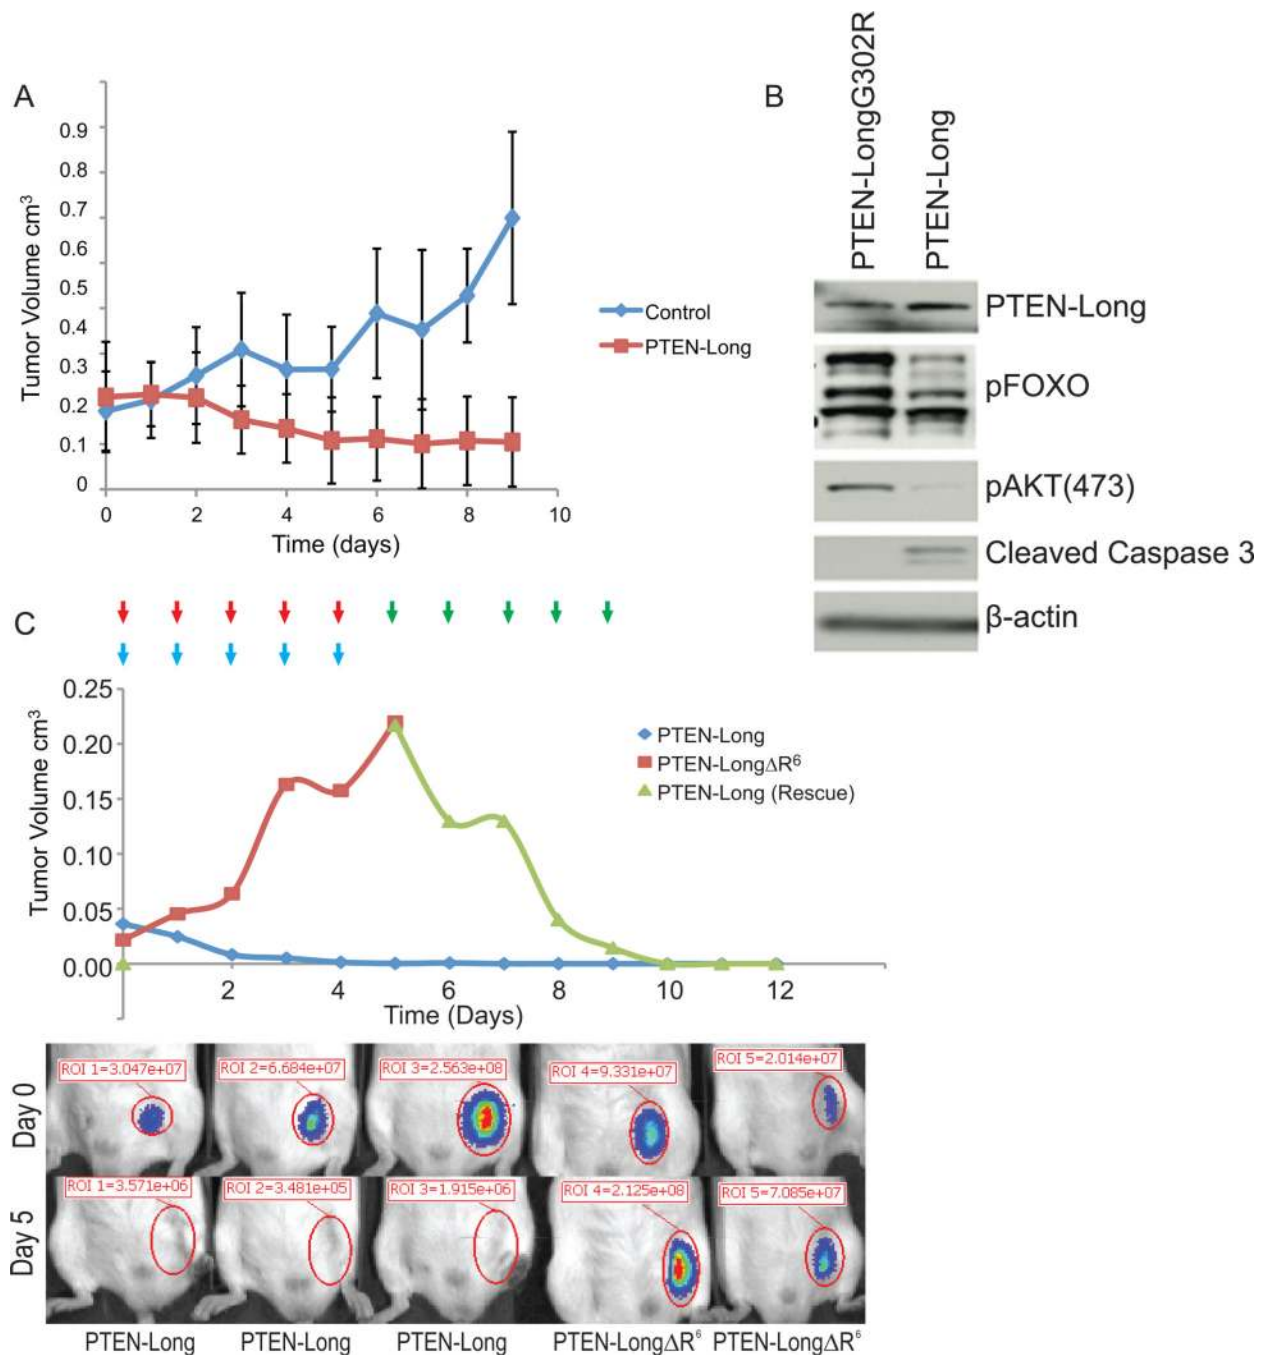 A
Tumor Volume cm³
0.9
0.8
0.7
0.6
0.5
0.4
0.3
0.2
0.1
0
0 2 4 6 8 10
Time (days)
Control
PTEN-Long
B
PTEN-LongG302R
PTEN-Long
PTEN-Long
pFOXO
pAKT(473)
Cleaved Caspase 3
β-actin
C
Tumor Volume cm³
0.25
0.20
0.15
0.10
0.05
0.00
2 4 6 8 10 12
Time (Days)
PTEN-Long
PTEN-LongΔR⁶
PTEN-Long (Rescue)
Day 0
ROI 1=3.047e+07
ROI 2=6.684e+07
ROI 3=2.563e+08
ROI 4=9.331e+07
ROI 5=2.014e+07
Day 5
ROI 1=3.571e+06
ROI 2=3.481e+05
ROI 3=1.915e+06
ROI 4=2.125e+08
ROI 5=7.085e+07
PTEN-Long PTEN-Long PTEN-Long PTEN-LongΔR⁶ PTEN-LongΔR⁶